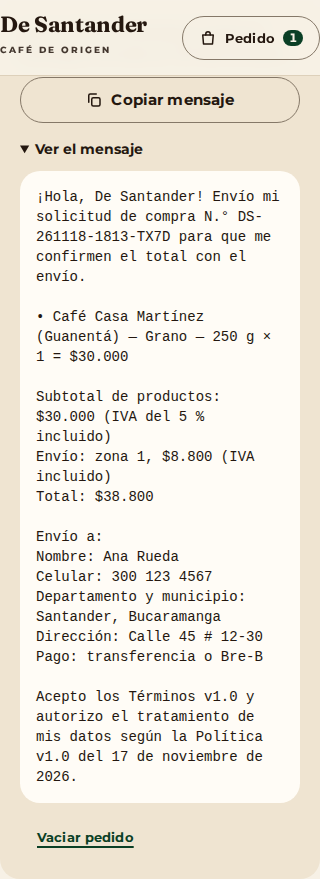 De Santander
CAFÉ DE ORIGEN
Pedido 1
Copiar mensaje
▼ Ver el mensaje
¡Hola, De Santander! Envío mi
solicitud de compra N.° DS-
261118-1813-TX7D para que me
confirmen el total con el
envío.
• Café Casa Martínez
(Guanentá) — Grano — 250 g ×
1 = $30.000
Subtotal de productos:
$30.000 (IVA del 5 %
incluido)
Envío: zona 1, $8.800 (IVA
incluido)
Total: $38.800
Envío a:
Nombre: Ana Rueda
Celular: 300 123 4567
Departamento y municipio:
Santander, Bucaramanga
Dirección: Calle 45 # 12-30
Pago: transferencia o Bre-B
Acepto los Términos v1.0 y
autorizo el tratamiento de
mis datos según la Política
v1.0 del 17 de noviembre de
2026.
Vaciar pedido